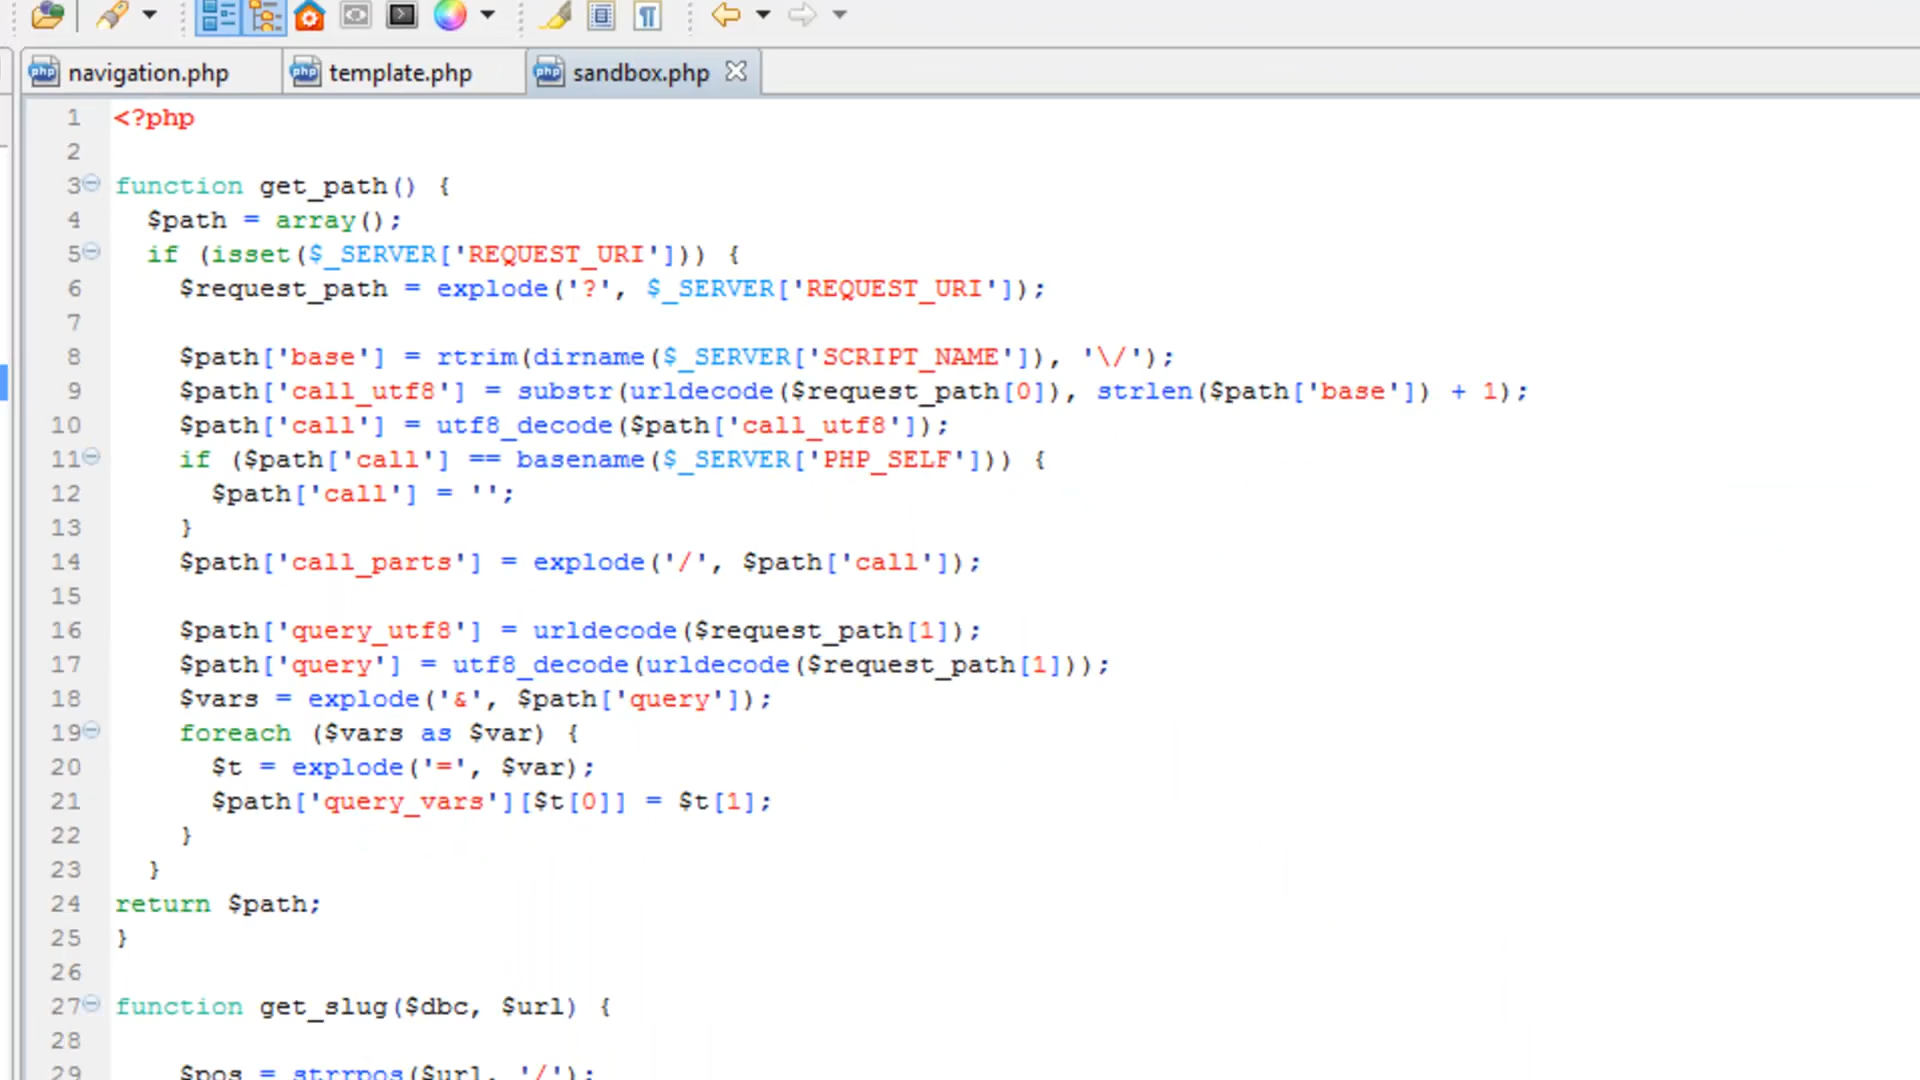 navigation.php template.php sandbox.php
1 <?php
2
3 function get_path() {
4 $path = array();
5 if (isset($_SERVER['REQUEST_URI'])) {
6 $request_path = explode('?', $_SERVER['REQUEST_URI']);
7
8 $path['base'] = rtrim(dirname($_SERVER['SCRIPT_NAME']), '\/');
9 $path['call_utf8'] = substr(urldecode($request_path[0]), strlen($path['base']) + 1);
10 $path['call'] = utf8_decode($path['call_utf8']);
11 if ($path['call'] == basename($_SERVER['PHP_SELF'])) {
12 $path['call'] = '';
13 }
14 $path['call_parts'] = explode('/', $path['call']);
15
16 $path['query_utf8'] = urldecode($request_path[1]);
17 $path['query'] = utf8_decode(urldecode($request_path[1]));
18 $vars = explode('&', $path['query']);
19 foreach ($vars as $var) {
20 $t = explode('=', $var);
21 $path['query_vars'][$t[0]] = $t[1];
22 }
23 }
24 return $path;
25 }
26
27 function get_slug($dbc, $url) {
28
29 $pos = strrpos($url, '/');